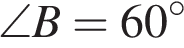 ∠B = 60°